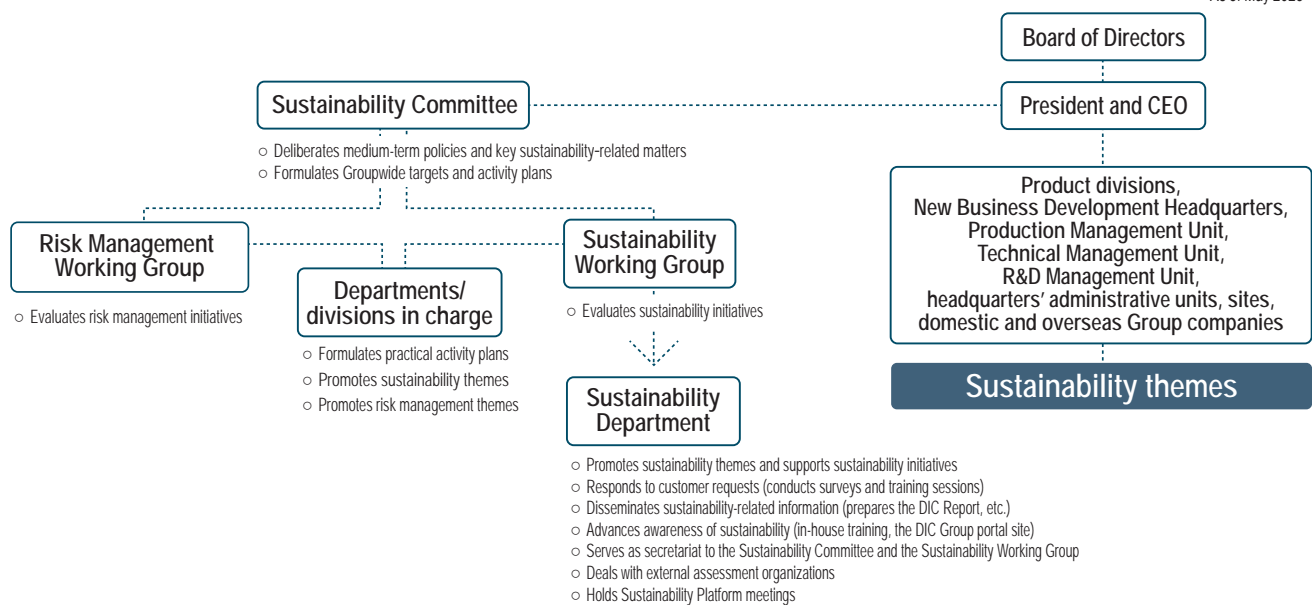 Board of Directors
Sustainability Committee
President and CEO
○ Deliberates medium-term policies and key sustainability-related matters
○ Formulates Groupwide targets and activity plans
Product divisions,
New Business Development Headquarters,
Production Management Unit,
Technical Management Unit,
R&D Management Unit,
headquarters' administrative units, sites,
domestic and overseas Group companies
Risk Management
Working Group
○ Evaluates risk management initiatives
Departments/
divisions in charge
○ Formulates practical activity plans
○ Promotes sustainability themes
○ Promotes risk management themes
Sustainability
Working Group
○ Evaluates sustainability initiatives
Sustainability themes
Sustainability
Department
○ Promotes sustainability themes and supports sustainability initiatives
○ Responds to customer requests (conducts surveys and training sessions)
○ Disseminates sustainability-related information (prepares the DIC Report, etc.)
○ Advances awareness of sustainability (in-house training, the DIC Group portal site)
○ Serves as secretariat to the Sustainability Committee and the Sustainability Working Group
○ Deals with external assessment organizations
○ Holds Sustainability Platform meetings